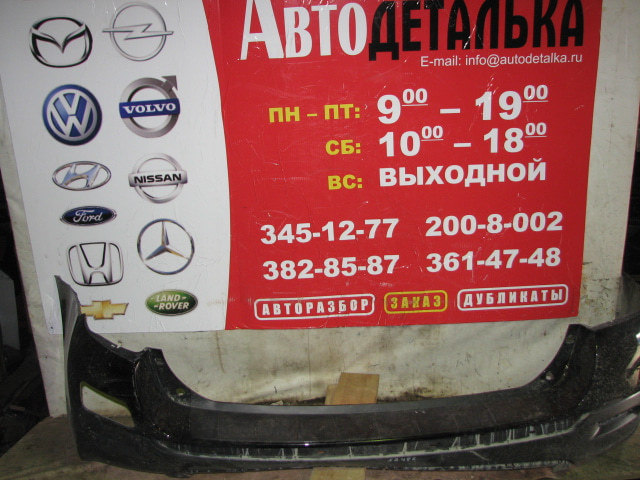 АвтоДЕТАЛЬКА
E-mail: info@autodetalka.ru
ПН – ПТ: 9⁰⁰ – 19⁰⁰
СБ: 10⁰⁰ – 18⁰⁰
ВС: ВЫХОДНОЙ
345-12-77 200-8-002
382-85-87 361-47-48
АВТОРАЗБОР ЗАКАЗ ДУБЛИКАТЫ
VOLVO
NISSAN
Ford
LAND ROVER